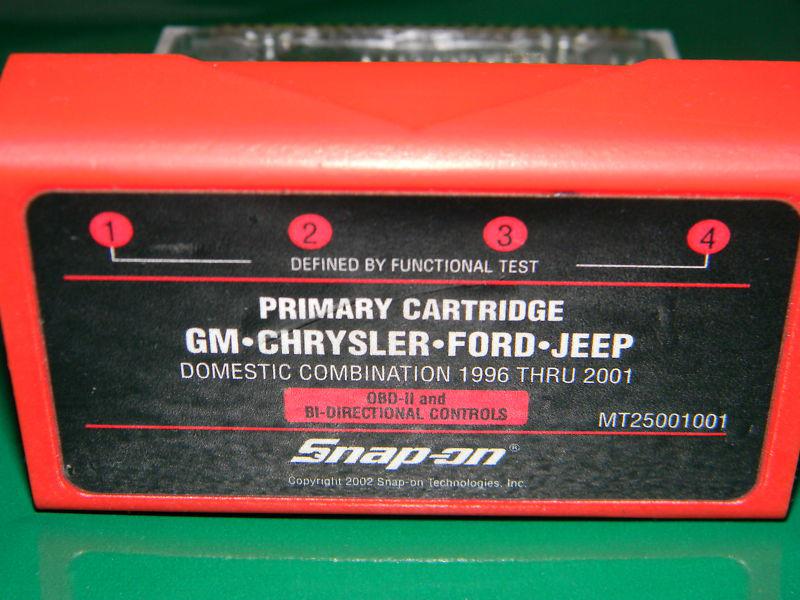 1 2 3 4
DEFINED BY FUNCTIONAL TEST
PRIMARY CARTRIDGE
GM•CHRYSLER•FORD•JEEP
DOMESTIC COMBINATION 1996 THRU 2001
OBD-II and
BI-DIRECTIONAL CONTROLS
MT25001001
Snap-on®
Copyright 2002 Snap-on Technologies, Inc.